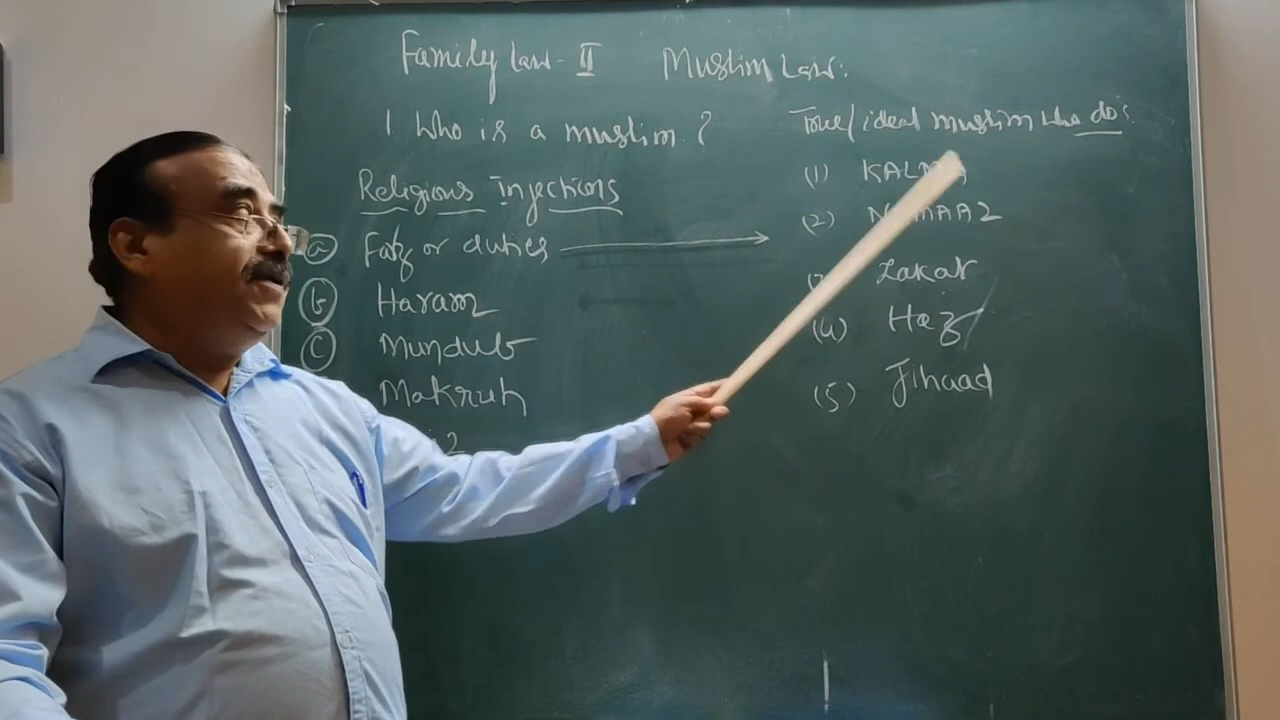 Family Law - II Muslim Law:
1. Who is a muslim?
Religious Injections
(a) Farz or duties
(b) Haram
(c) Mundub
Makruh
True/ideal muslim who do:
(1) KALMA
(2) NAMAAZ
Zakat
(4) Haz
(5) Jihaad